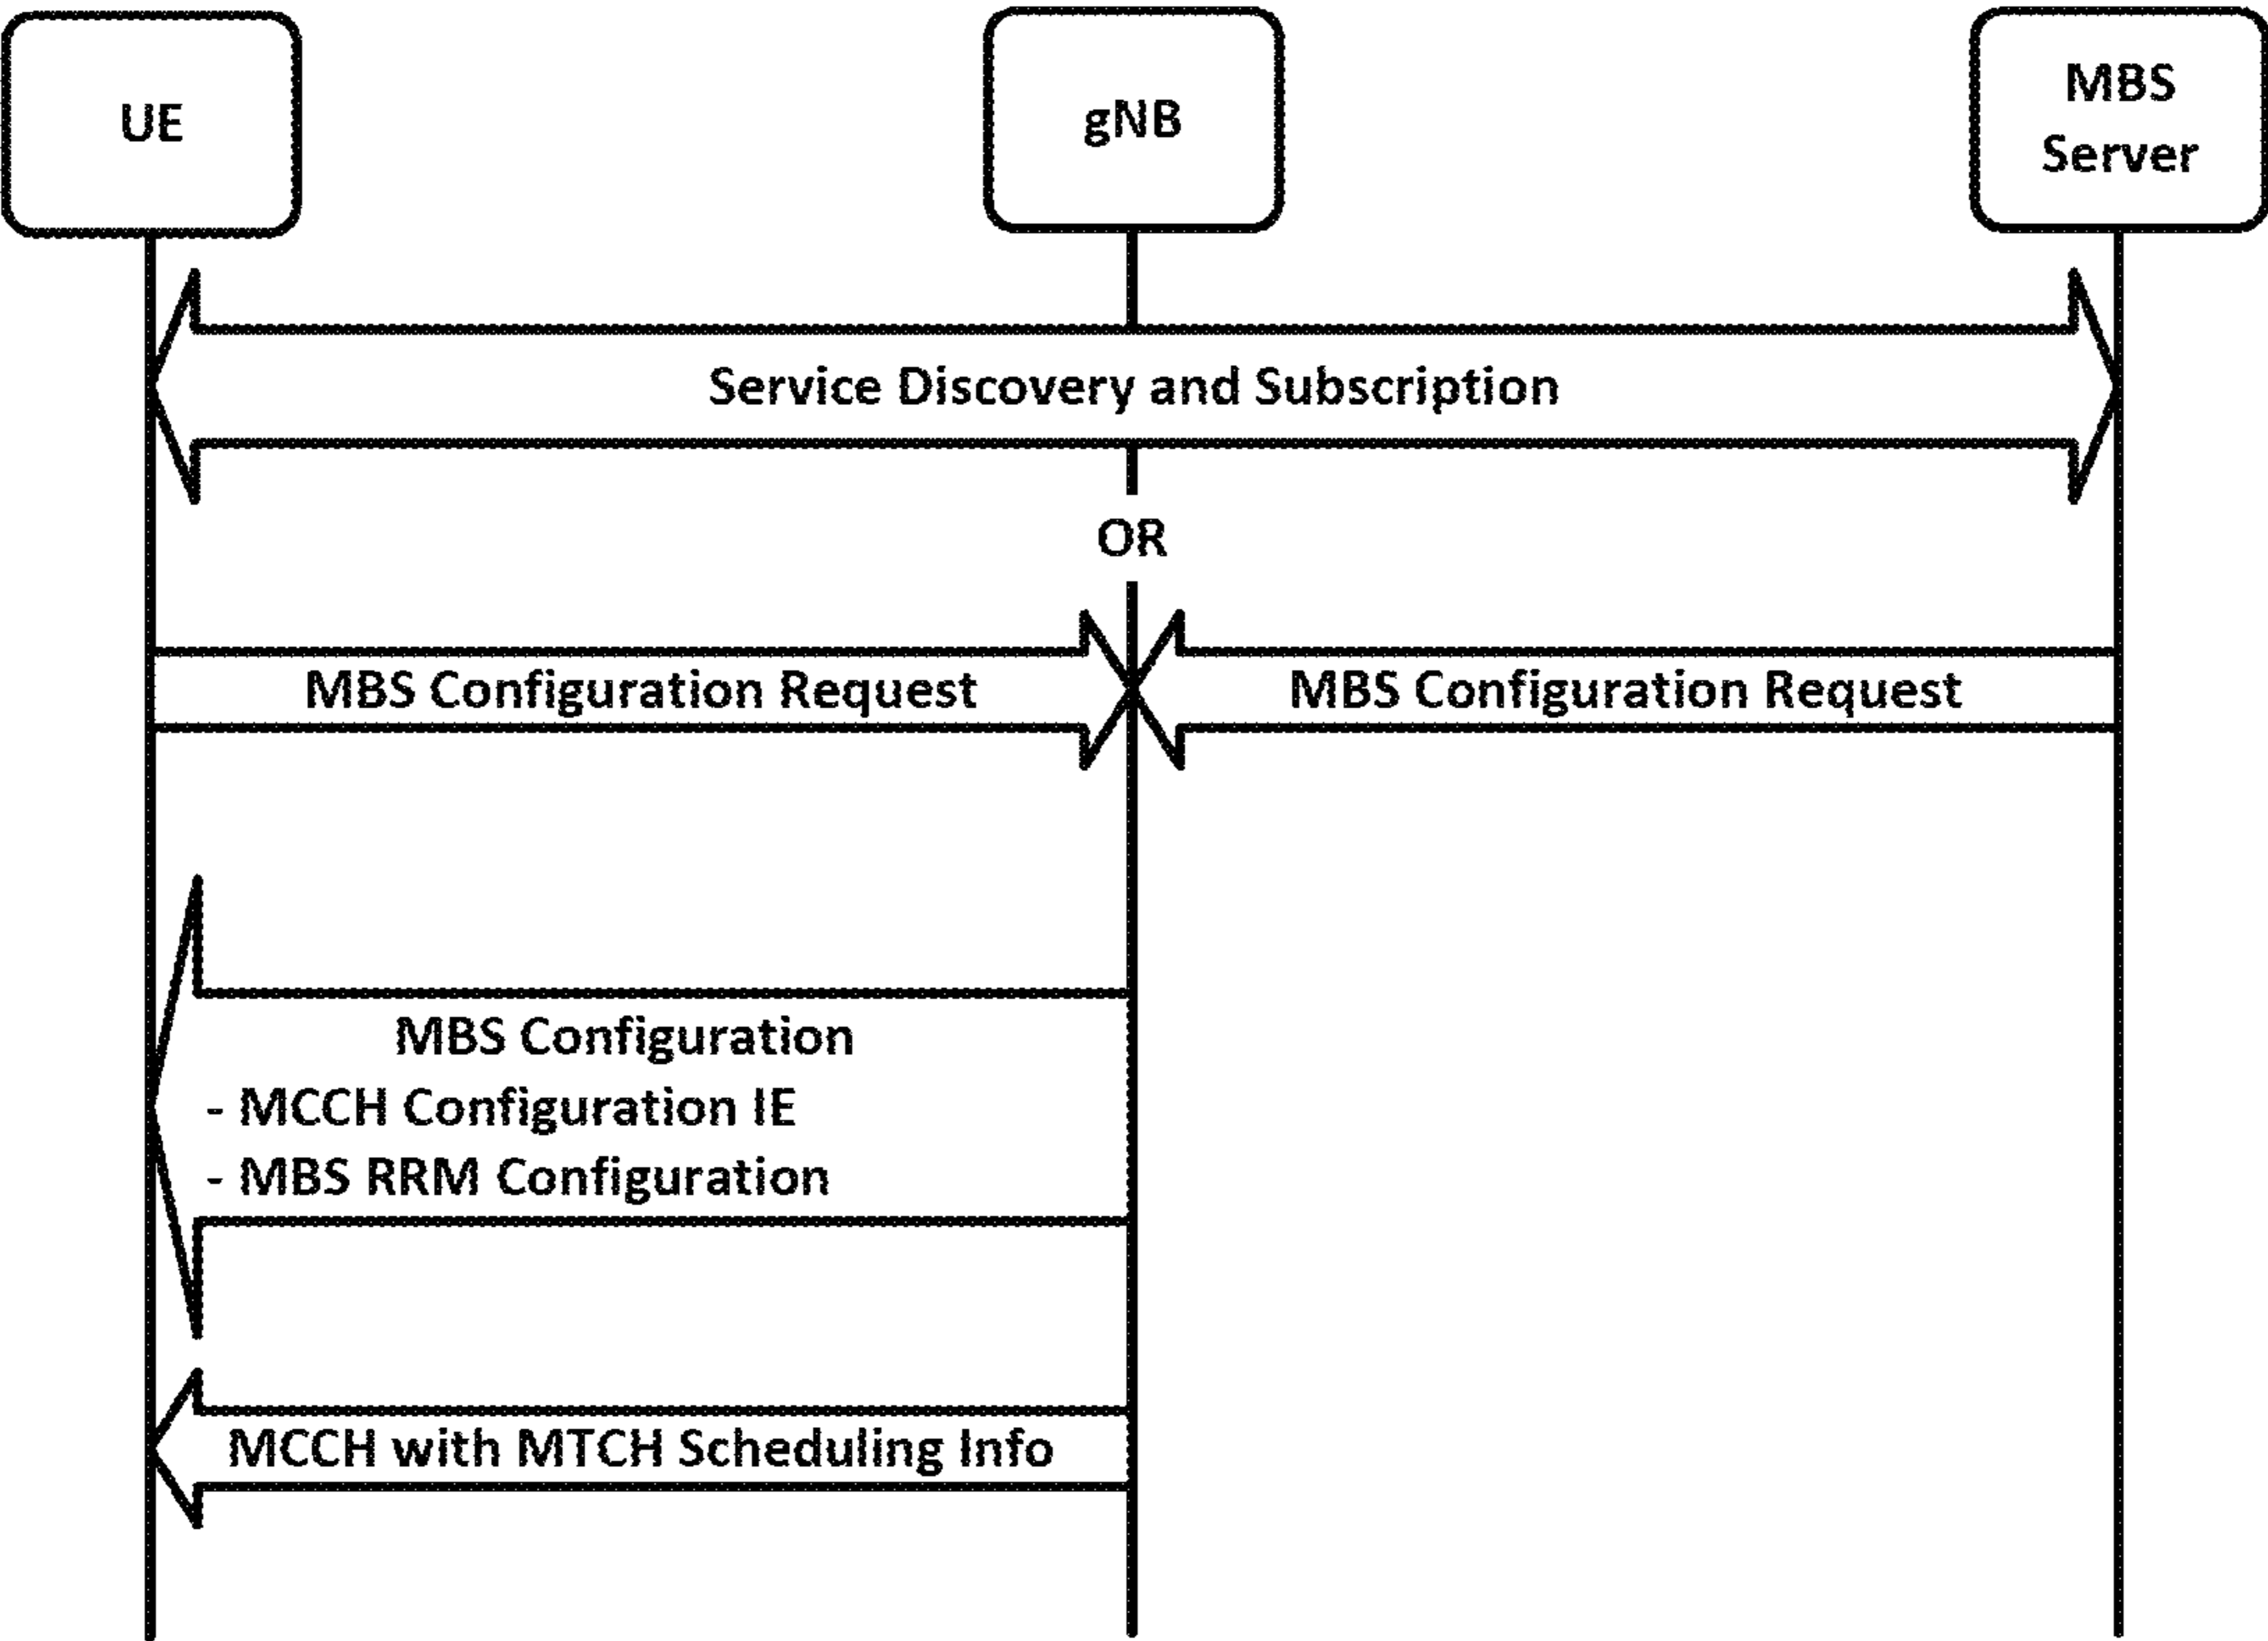 UE
gNB
MBS
Server
Service Discovery and Subscription
OR
MBS Configuration Request
MBS Configuration Request
MBS Configuration
- MCCH Configuration IE
- MBS RRM Configuration
MCCH with MTCH Scheduling Info